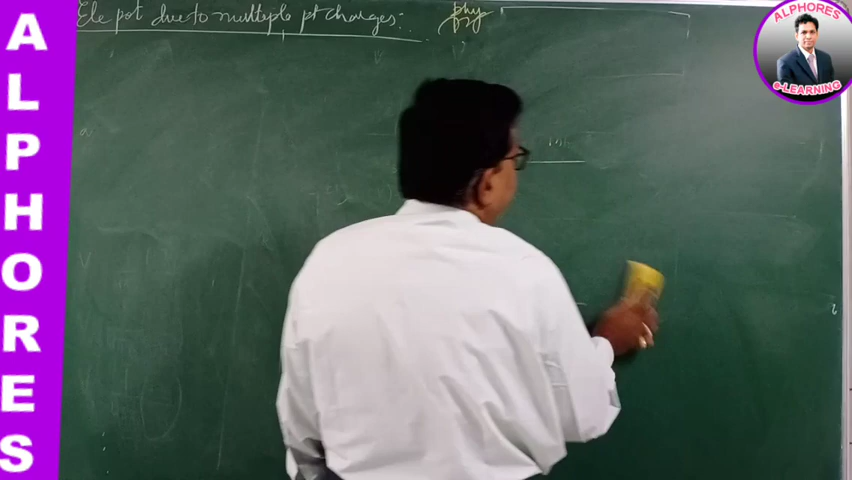 ALPHORES
Ele pot due to multiple pt charges:-
phy
ALPHORES
e-LEARNING